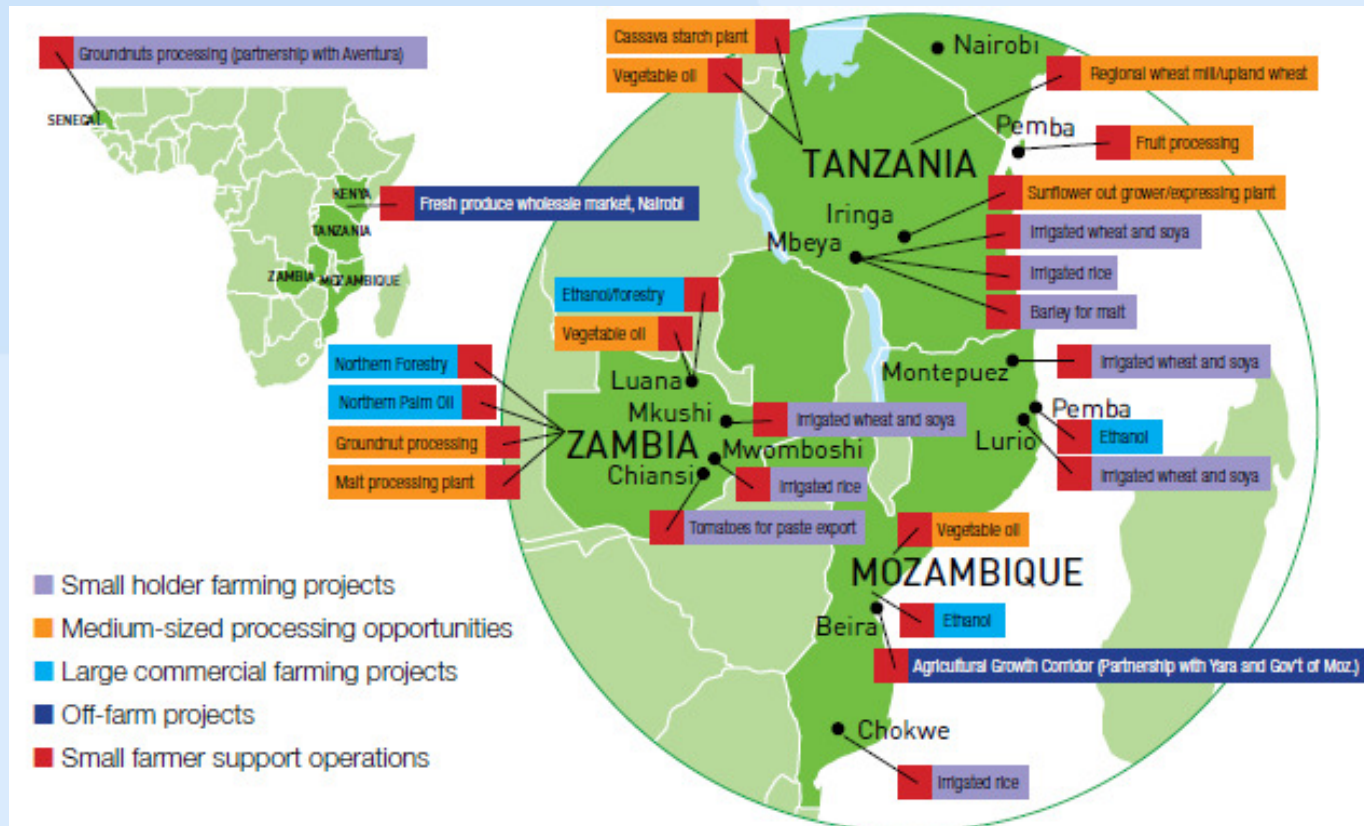 Groundnuts processing (partnership with Aventura)
SENEGAL
KENYA
Fresh produce wholesale market, Nairobi
TANZANIA
ZAMBIA
MOZAMBIQUE
Cassava starch plant
Vegetable oil
Nairobi
Regional wheat mill/upland wheat
Pemba
Fruit processing
TANZANIA
Sunflower out grower/expressing plant
Iringa
Mbeya
Irrigated wheat and soya
Irrigated rice
Barley for malt
Ethanol/forestry
Vegetable oil
Luana
Northern Forestry
Northern Palm Oil
Groundnut processing
Malt processing plant
Mkushi
Irrigated wheat and soya
ZAMBIA
Mwomboshi
Chiansi
Irrigated rice
Tomatoes for paste export
Montepuez
Irrigated wheat and soya
Pemba
Lurio
Ethanol
Irrigated wheat and soya
Vegetable oil
MOZAMBIQUE
Beira
Ethanol
Agricultural Growth Corridor (Partnership with Yara and Gov't of Moz.)
Chokwe
Irrigated rice
Small holder farming projects
Medium-sized processing opportunities
Large commercial farming projects
Off-farm projects
Small farmer support operations